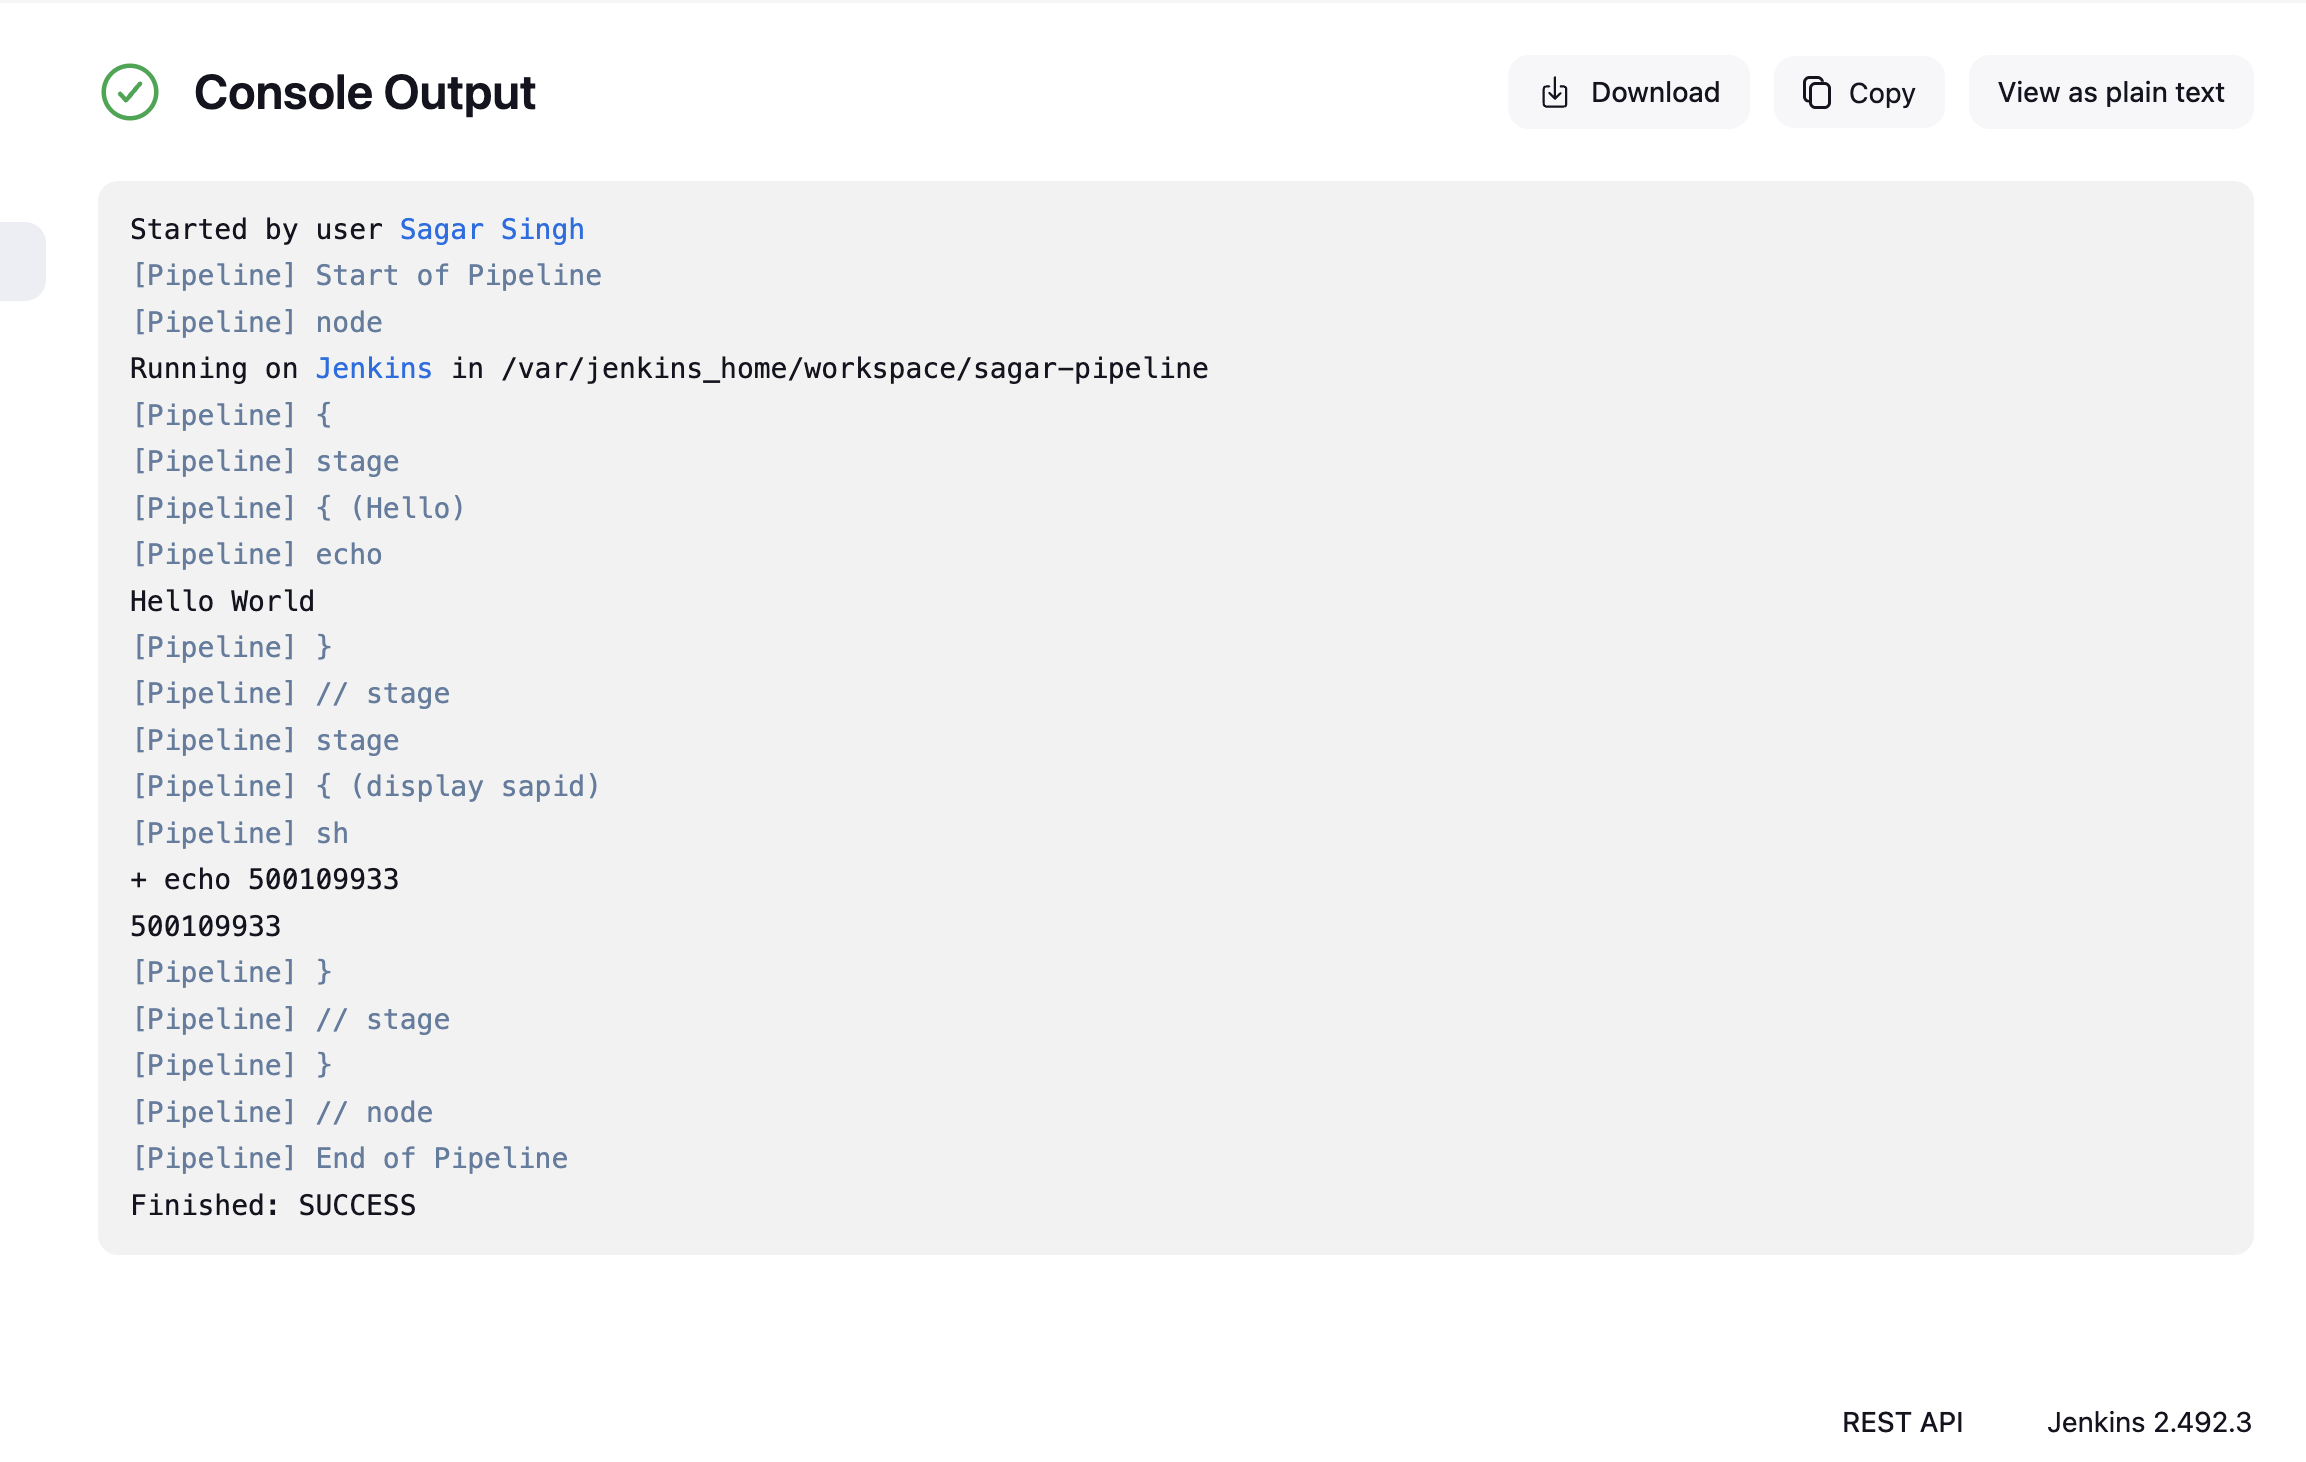 Console Output
Download
Copy
View as plain text
Started by user Sagar Singh
[Pipeline] Start of Pipeline
[Pipeline] node
Running on Jenkins in /var/jenkins_home/workspace/sagar-pipeline
[Pipeline] {
[Pipeline] stage
[Pipeline] { (Hello)
[Pipeline] echo
Hello World
[Pipeline] }
[Pipeline] // stage
[Pipeline] stage
[Pipeline] { (display sapid)
[Pipeline] sh
+ echo 500109933
500109933
[Pipeline] }
[Pipeline] // stage
[Pipeline] }
[Pipeline] // node
[Pipeline] End of Pipeline
Finished: SUCCESS
REST API
Jenkins 2.492.3